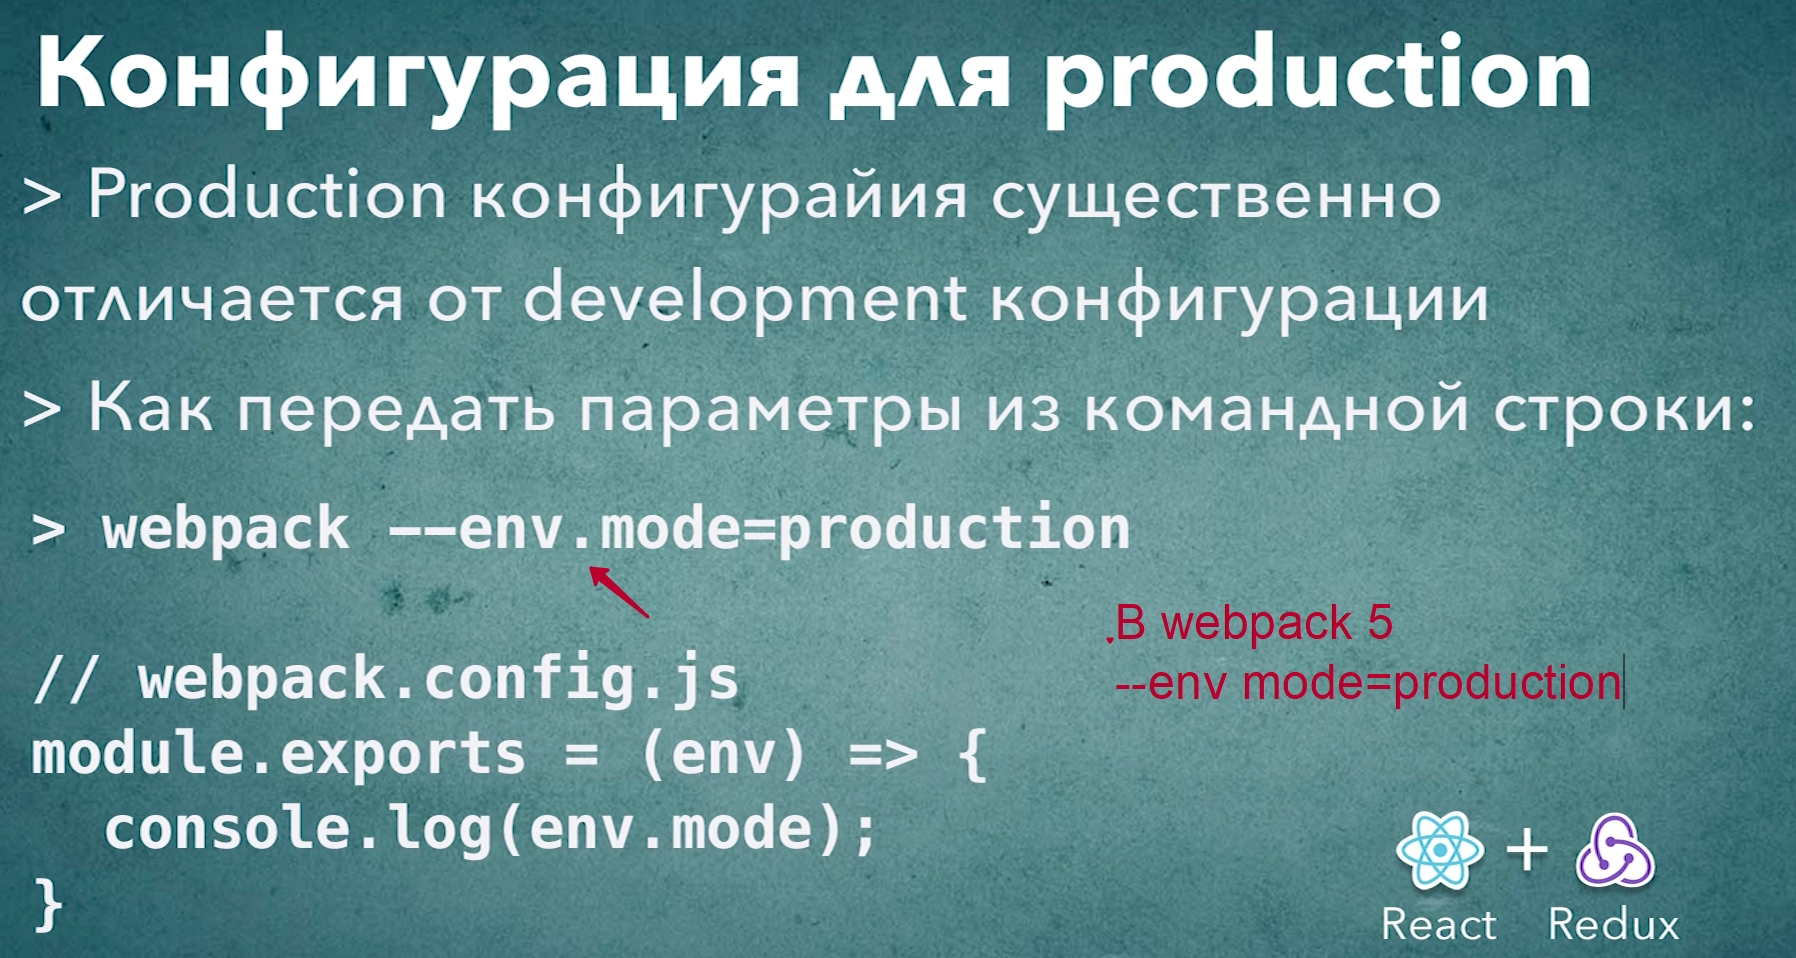 Конфигурация для production
> Production конфигурайия существенно
отличается от development конфигурации
> Как передать параметры из командной строки:
> webpack --env.mode=production
В webpack 5
--env mode=production
// webpack.config.js
module.exports = (env) => {
  console.log(env.mode);
}
+
React Redux